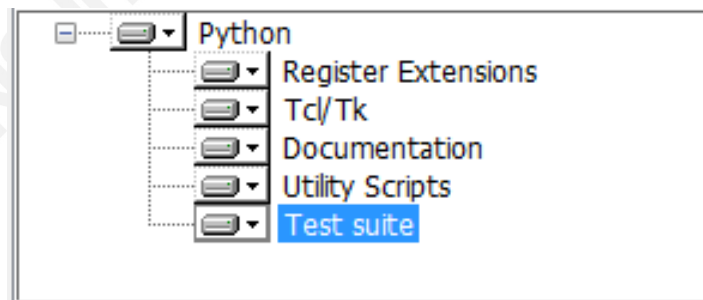 Python
Register Extensions
Tcl/Tk
Documentation
Utility Scripts
Test suite